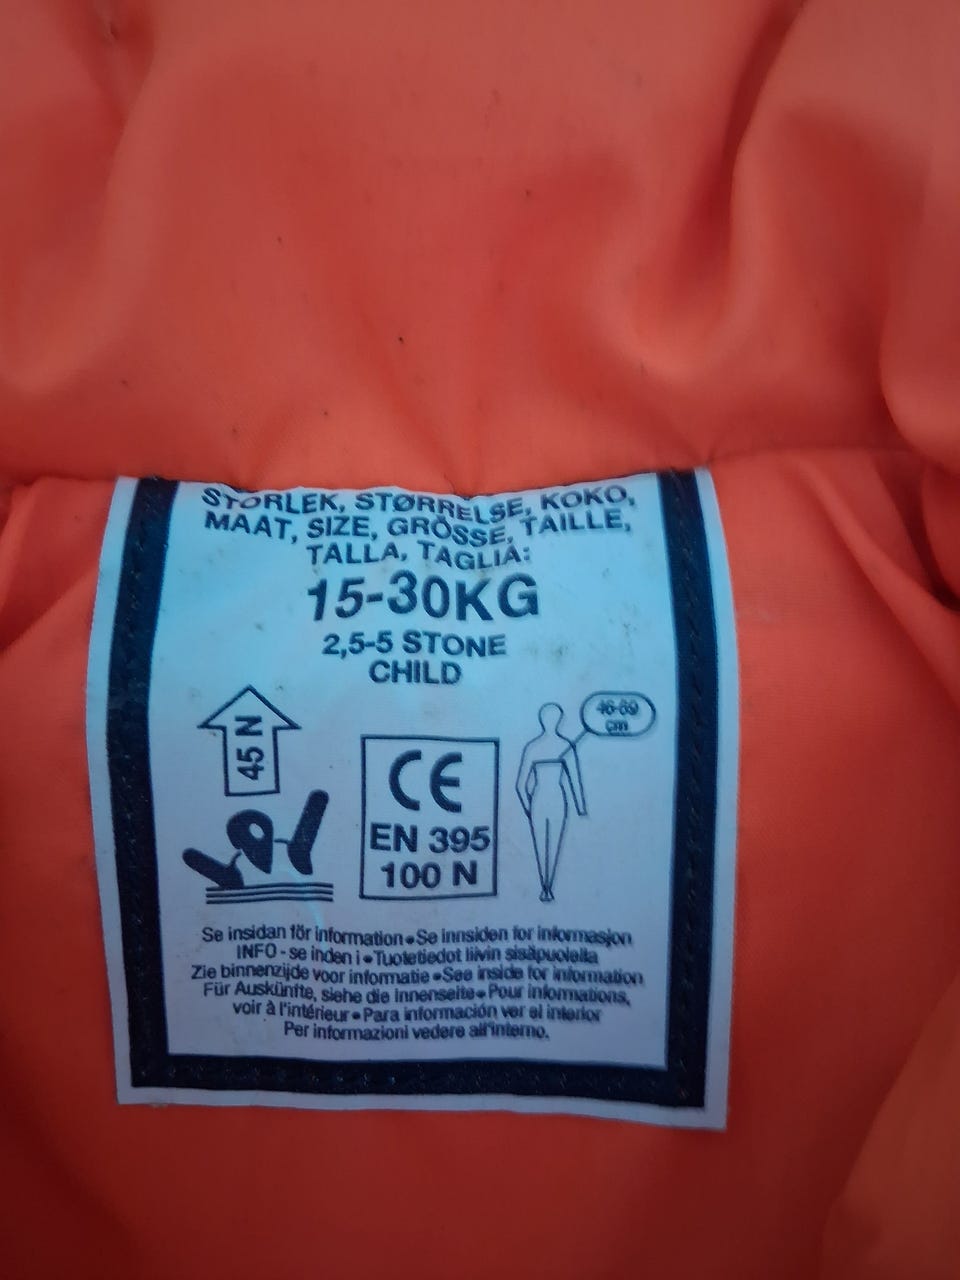 STORLEK, STØRRELSE, KOKO,
MAAT, SIZE, GRÖSSE, TAILLE,
TALLA, TAGLIA:
15-30KG
2,5-5 STONE
CHILD
45 N
cm
CE
EN 395
100 N
Se insidan för information • Se innsiden for informasjon
INFO - se inden i • Tuotetiedot liivin sisäpuolella
Zie binnenzijde voor informatie • See inside for information
Für Auskünfte, siehe die Innenseite • Pour informations,
voir à l'intérieur • Para información ver el interior
Per informazioni vedere all'interno.